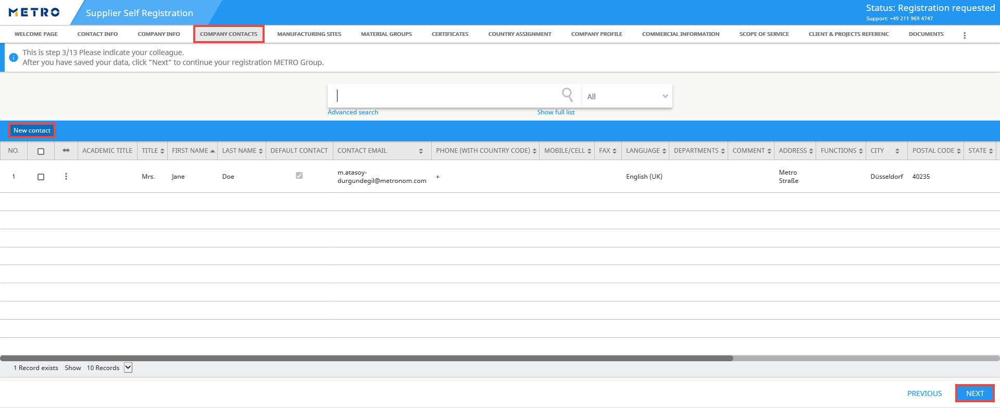 METRO
Supplier Self Registration
Status: Registration requested
Support: +49 211 969 4747
WELCOME PAGE CONTACT INFO COMPANY INFO COMPANY CONTACTS MANUFACTURING SITES MATERIAL GROUPS CERTIFICATES COUNTRY ASSIGNMENT COMPANY PROFILE COMMERCIAL INFORMATION SCOPE OF SERVICE CLIENT & PROJECTS REFERENC DOCUMENTS
This is step 3/13 Please indicate your colleague.
After you have saved your data, click "Next" to continue your registration METRO Group.
All
Advanced search Show full list
New contact
NO. ACADEMIC TITLE TITLE FIRST NAME LAST NAME DEFAULT CONTACT CONTACT EMAIL PHONE (WITH COUNTRY CODE) MOBILE/CELL FAX LANGUAGE DEPARTMENTS COMMENT ADDRESS FUNCTIONS CITY POSTAL CODE STATE
1 Mrs. Jane Doe m.atasoy-durgundegil@metronom.com + English (UK) Metro Straße Düsseldorf 40235
1 Record exists Show 10 Records
PREVIOUS NEXT